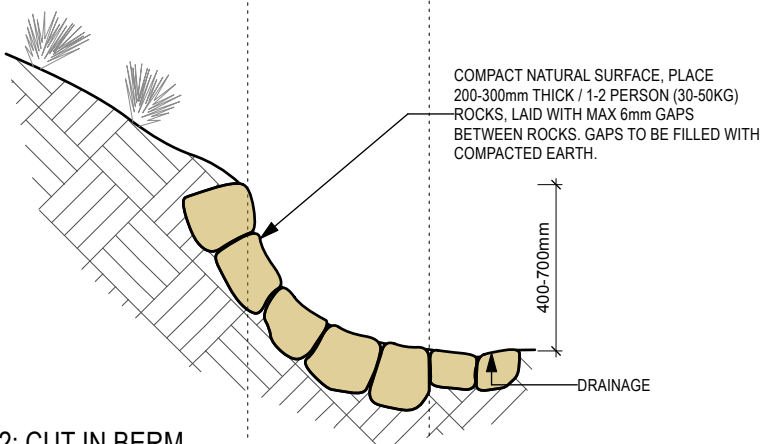 COMPACT NATURAL SURFACE, PLACE
200-300mm THICK / 1-2 PERSON (30-50KG)
ROCKS, LAID WITH MAX 6mm GAPS
BETWEEN ROCKS. GAPS TO BE FILLED WITH
COMPACTED EARTH.
400-700mm
DRAINAGE
2: CUT IN BERM